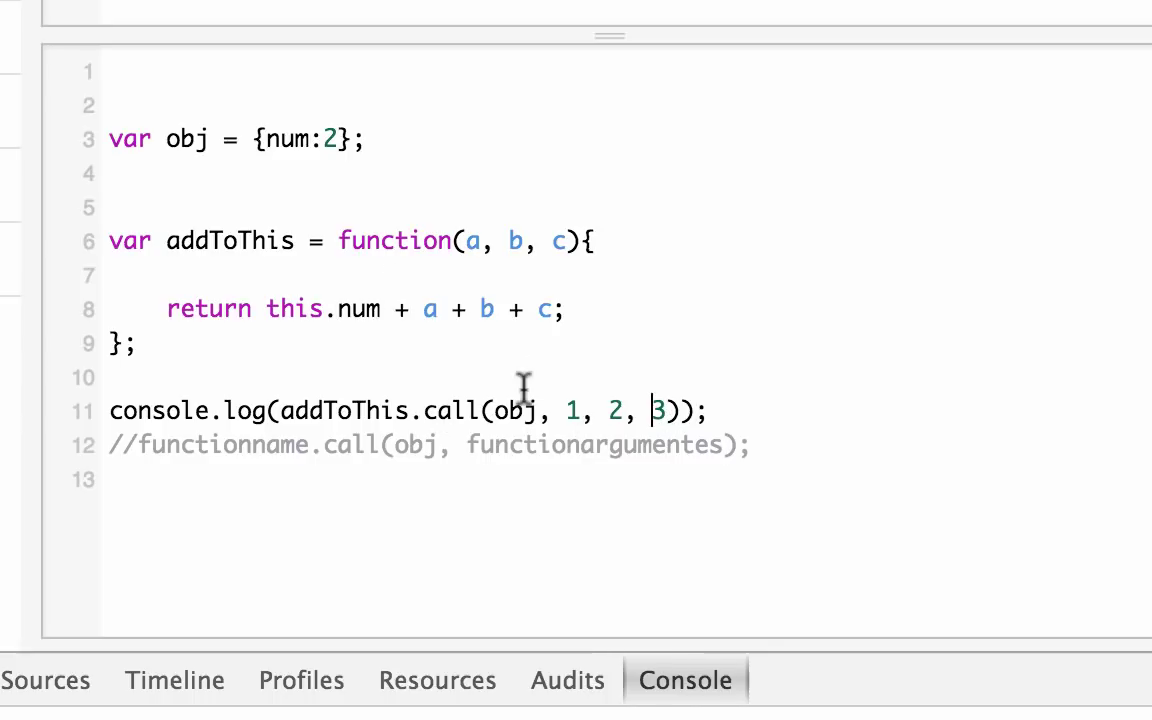 1
2
3 var obj = {num:2};
4
5
6 var addToThis = function(a, b, c){
7
8     return this.num + a + b + c;
9 };
10
11 console.log(addToThis.call(obj, 1, 2, 3));
12 //functionname.call(obj, functionargumentes);
13
Sources Timeline Profiles Resources Audits Console